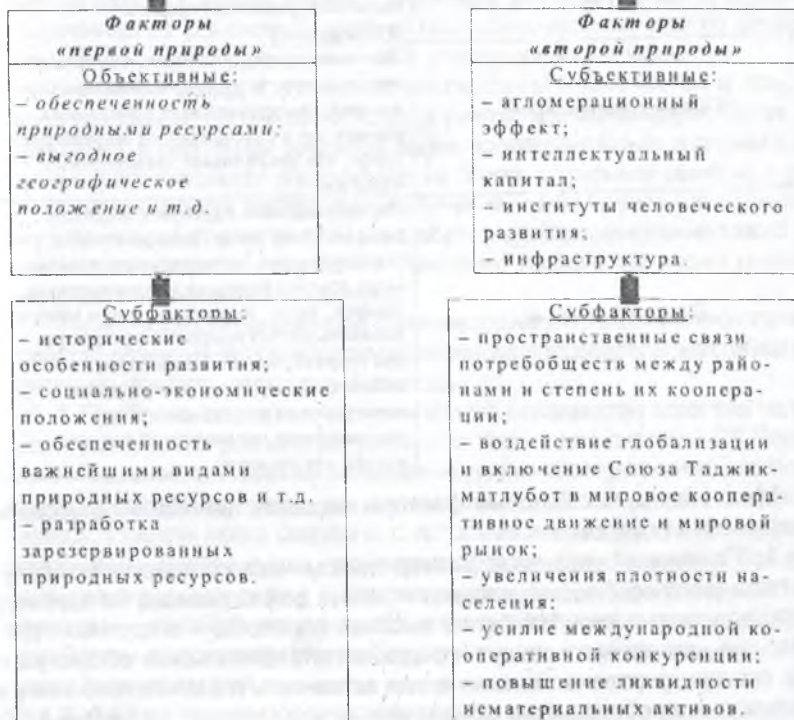 Факторы
«первой природы»
Объективные:
– обеспеченность
природными ресурсами;
– выгодное
географическое
положение и т.д.
Факторы
«второй природы»
Субъективные:
– агломерационный
эффект;
– интеллектуальный
капитал;
– институты человеческого
развития;
– инфраструктура.
Субфакторы:
– исторические
особенности развития;
– социально-экономические
положения;
– обеспеченность
важнейшими видами
природных ресурсов и т.д.
– разработка
зарезервированных
природных ресурсов.
Субфакторы:
– пространственные связи
потребобществ между райо-
нами и степень их коопера-
ции;
– воздействие глобализации
и включение Союза Таджик-
матлубот в мировое коопера-
тивное движение и мировой
рынок;
– увеличения плотности на-
селения;
– усилие международной ко-
оперативной конкуренции;
– повышение ликвидности
нематериальных активов.